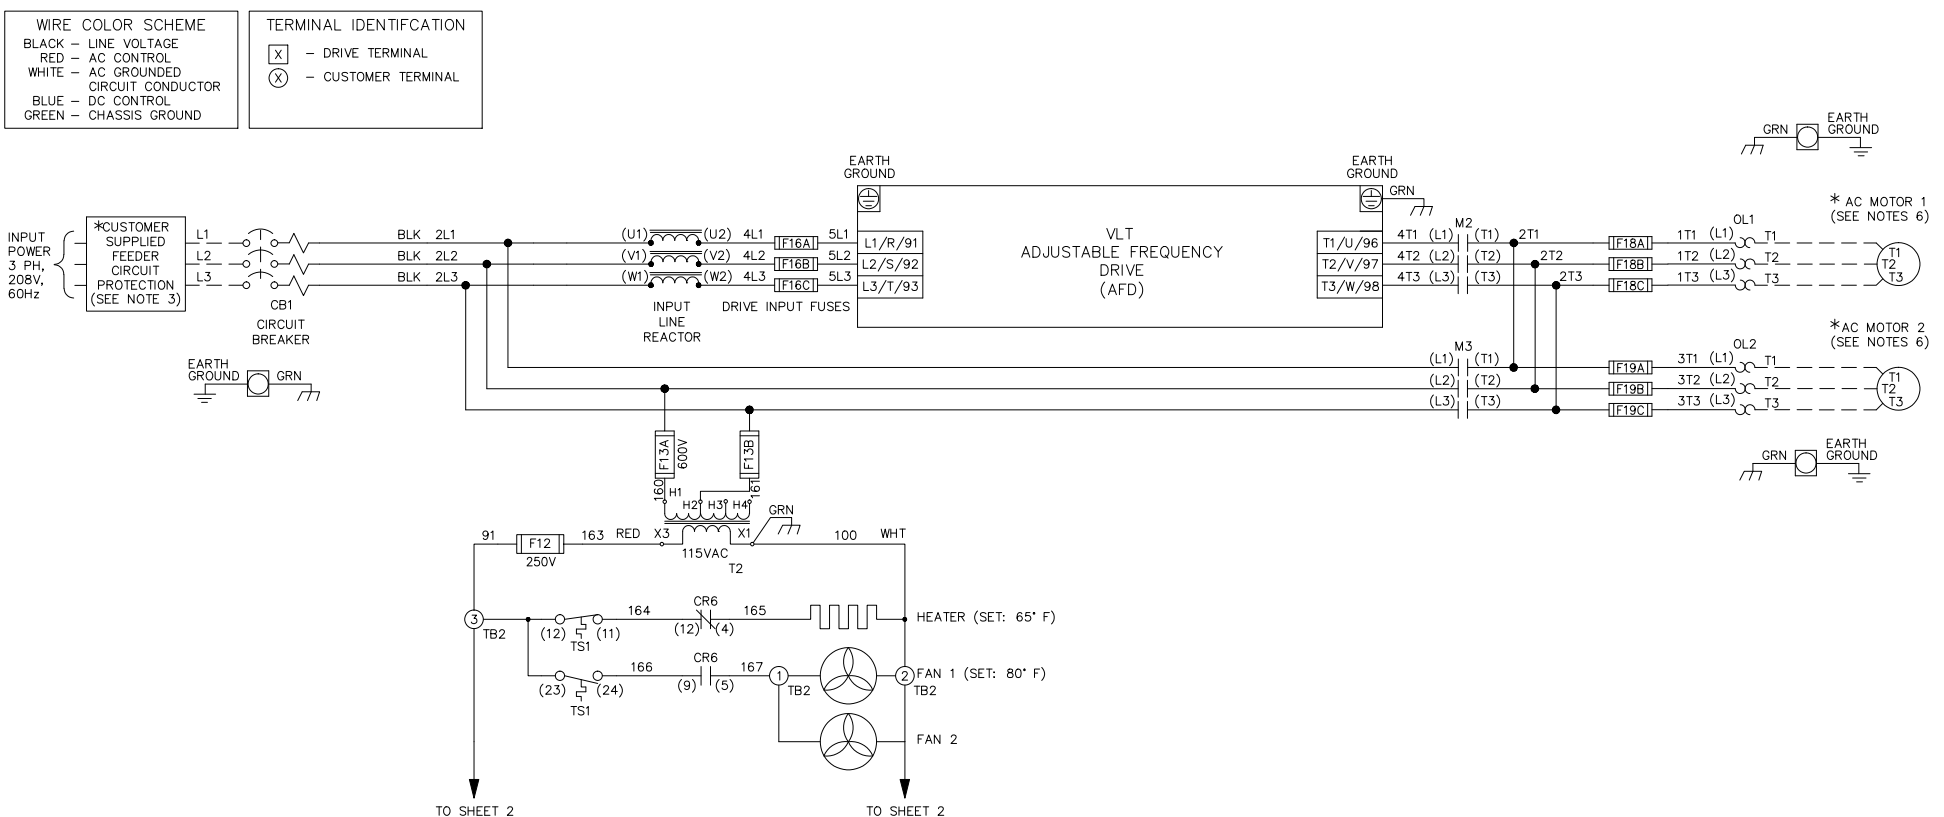 WIRE COLOR SCHEME
BLACK – LINE VOLTAGE
RED – AC CONTROL
WHITE – AC GROUNDED
CIRCUIT CONDUCTOR
BLUE – DC CONTROL
GREEN – CHASSIS GROUND
TERMINAL IDENTIFCATION
X – DRIVE TERMINAL
X – CUSTOMER TERMINAL
GRN
EARTH
GROUND
INPUT
POWER
3 PH,
208V,
60Hz
*CUSTOMER
SUPPLIED
FEEDER
CIRCUIT
PROTECTION
(SEE NOTE 3)
L1
L2
L3
CB1
CIRCUIT
BREAKER
BLK 2L1
BLK 2L2
BLK 2L3
(U1) (U2) 4L1 F16A 5L1
(V1) (V2) 4L2 F16B 5L2
(W1) (W2) 4L3 F16C 5L3
INPUT
LINE
REACTOR
DRIVE INPUT FUSES
EARTH
GROUND
L1/R/91
L2/S/92
L3/T/93
VLT
ADJUSTABLE FREQUENCY
DRIVE
(AFD)
EARTH
GROUND
GRN
T1/U/96
T2/V/97
T3/W/98
M2
4T1 (L1) (T1) 2T1 F18A 1T1 (L1) T1
4T2 (L2) (T2) 2T2 F18B 1T2 (L2) T2
4T3 (L3) (T3) 2T3 F18C 1T3 (L3) T3
OL1
* AC MOTOR 1
(SEE NOTES 6)
T1
T2
T3
EARTH
GROUND
GRN
M3
(L1) (T1) F19A 3T1 (L1) T1
(L2) (T2) F19B 3T2 (L2) T2
(L3) (T3) F19C 3T3 (L3) T3
OL2
* AC MOTOR 2
(SEE NOTES 6)
T1
T2
T3
GRN
EARTH
GROUND
F13A
600V
F13B
160
H1
H2
H3
H4
161
GRN
91
F12
250V
163
RED
X3
X1
115VAC
T2
100
WHT
3
TB2
(12)
(11)
TS1
164
CR6
(12)
(4)
165
HEATER (SET: 65° F)
(23)
(24)
TS1
166
CR6
(9)
(5)
167
1
TB2
2
TB2
FAN 1 (SET: 80° F)
FAN 2
TO SHEET 2
TO SHEET 2